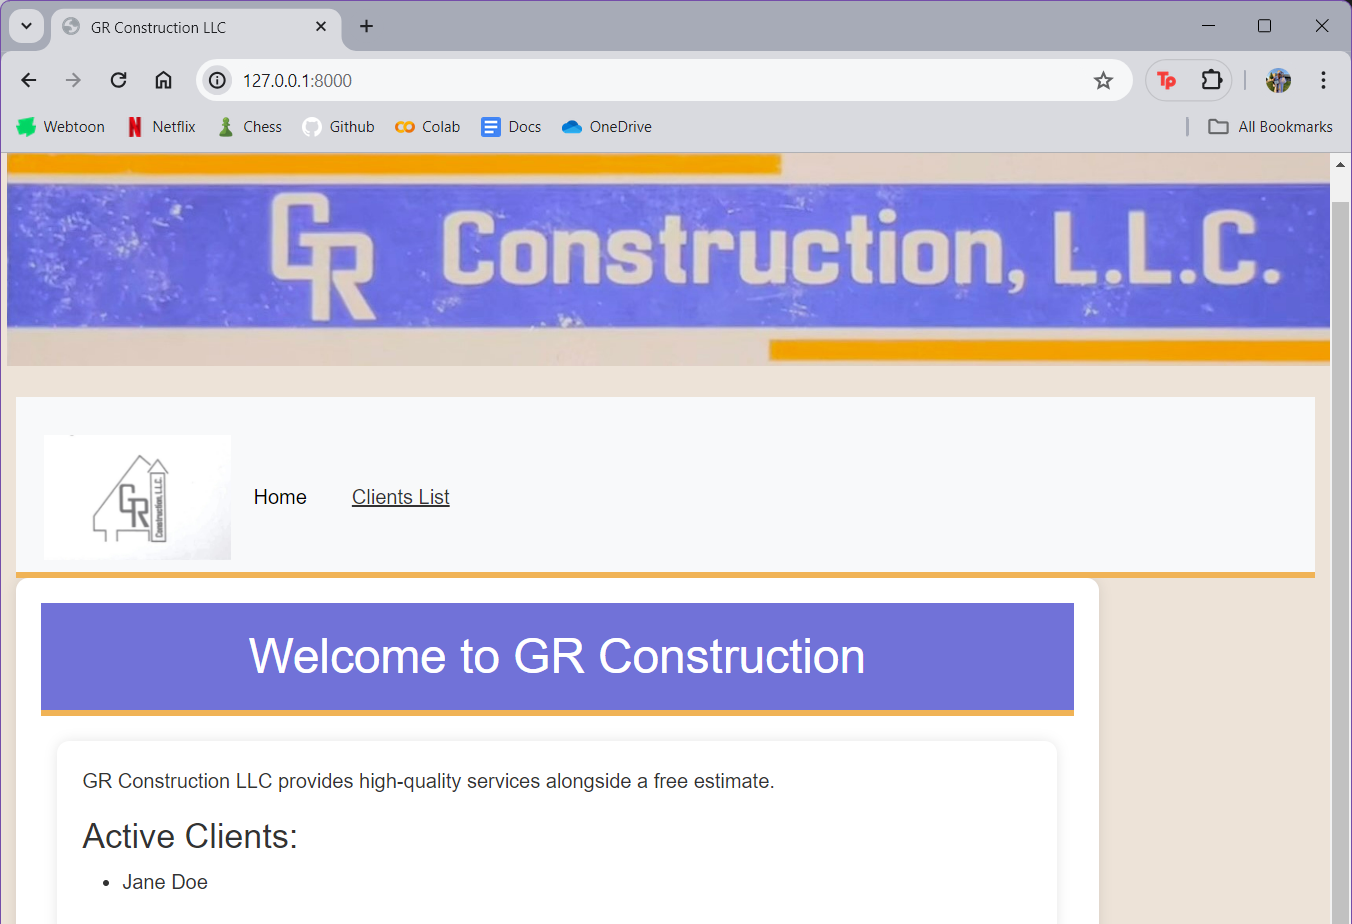 GR Construction LLC
127.0.0.1:8000
Tp
Webtoon Netflix Chess Github Colab Docs OneDrive All Bookmarks
GR Construction, L.L.C.
GR Construction, LLC
Home Clients List
Welcome to GR Construction
GR Construction LLC provides high-quality services alongside a free estimate.
Active Clients:
• Jane Doe